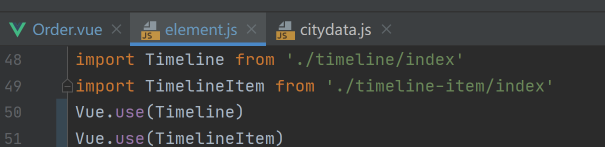 Order.vue element.js citydata.js
48 import Timeline from './timeline/index'
49 import TimelineItem from './timeline-item/index'
50 Vue.use(Timeline)
51 Vue.use(TimelineItem)